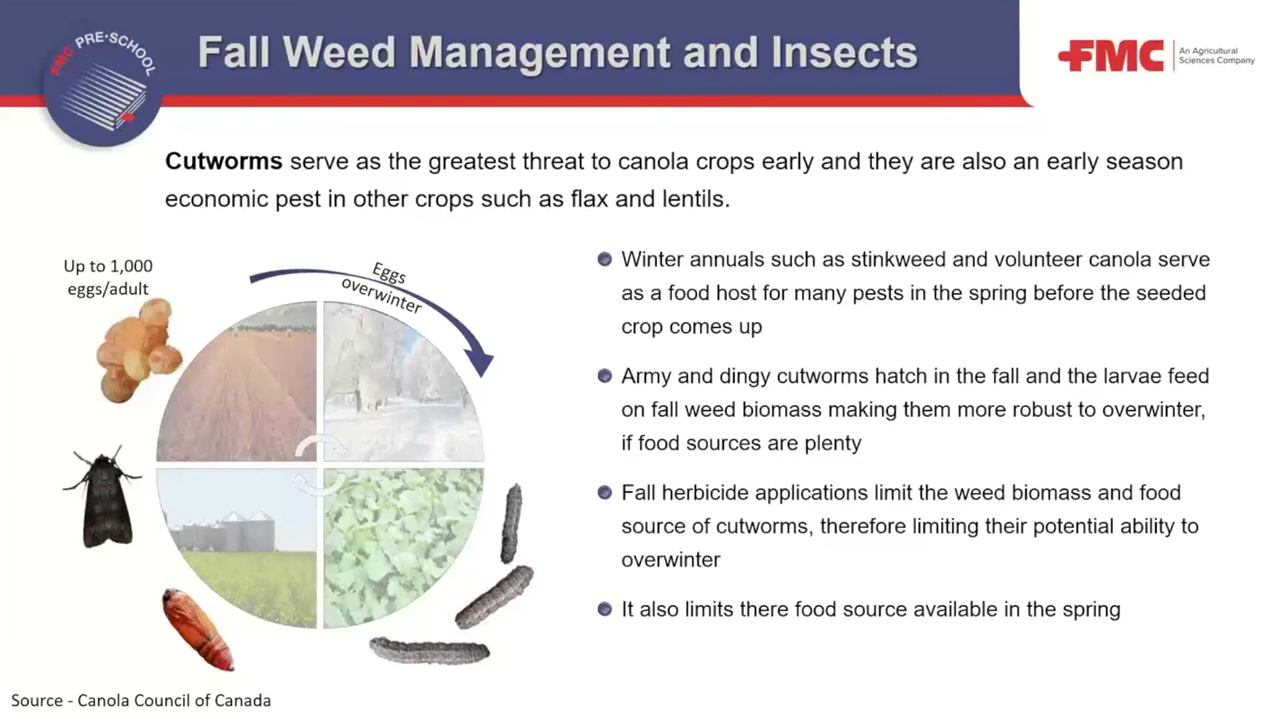 FMC PRE·SCHOOL
Fall Weed Management and Insects
FMC
An Agricultural
Sciences Company
Cutworms serve as the greatest threat to canola crops early and they are also an early season
economic pest in other crops such as flax and lentils.
Up to 1,000
eggs/adult
Eggs
overwinter
Winter annuals such as stinkweed and volunteer canola serve
as a food host for many pests in the spring before the seeded
crop comes up
Army and dingy cutworms hatch in the fall and the larvae feed
on fall weed biomass making them more robust to overwinter,
if food sources are plenty
Fall herbicide applications limit the weed biomass and food
source of cutworms, therefore limiting their potential ability to
overwinter
It also limits there food source available in the spring
Source - Canola Council of Canada